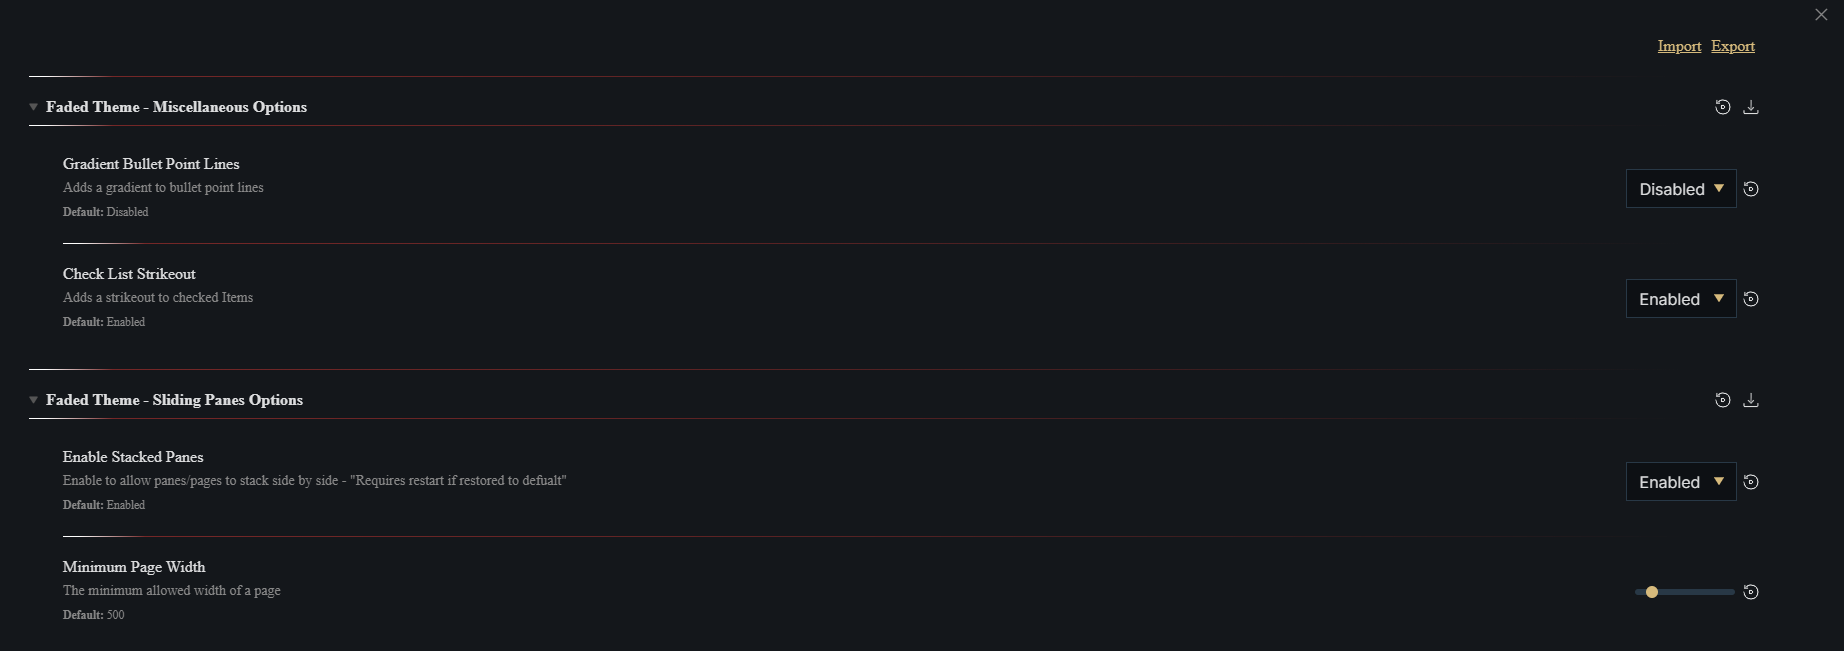 Import Export
Faded Theme - Miscellaneous Options
Gradient Bullet Point Lines
Adds a gradient to bullet point lines
Default: Disabled
Disabled
Check List Strikeout
Adds a strikeout to checked Items
Default: Enabled
Enabled
Faded Theme - Sliding Panes Options
Enable Stacked Panes
Enable to allow panes/pages to stack side by side - "Requires restart if restored to defualt"
Default: Enabled
Enabled
Minimum Page Width
The minimum allowed width of a page
Default: 500